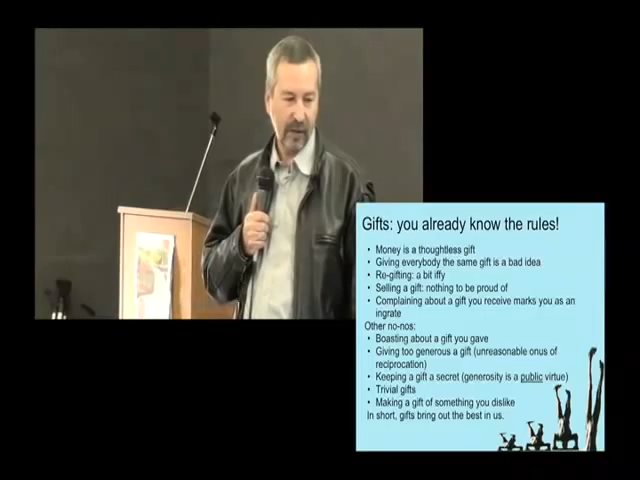 Gifts: you already know the rules!
• Money is a thoughtless gift
• Giving everybody the same gift is a bad idea
• Re-gifting: a bit iffy
• Selling a gift: nothing to be proud of
• Complaining about a gift you receive marks you as an
ingrate
Other no-nos:
• Boasting about a gift you gave
• Giving too generous a gift (unreasonable onus of
reciprocation)
• Keeping a gift a secret (generosity is a public virtue)
• Trivial gifts
• Making a gift of something you dislike
In short, gifts bring out the best in us.